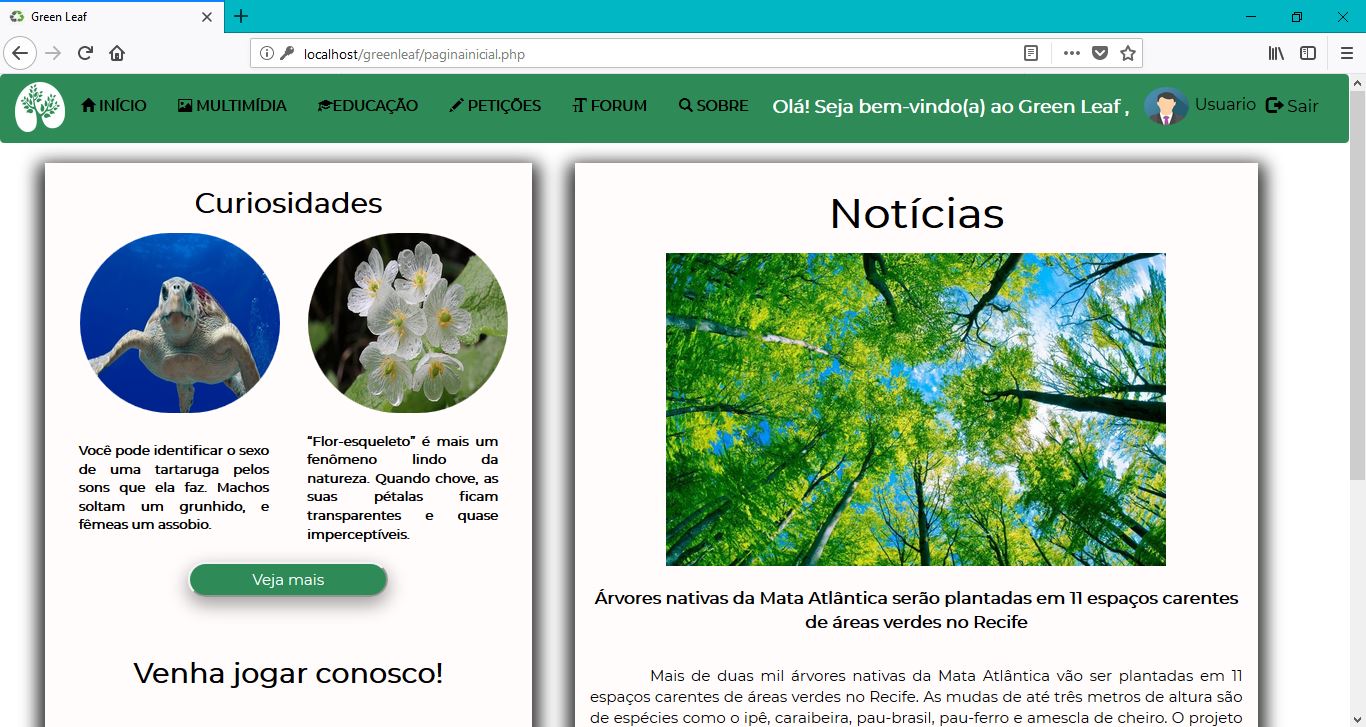 Green Leaf
localhost/greenleaf/paginainicial.php
INÍCIO MULTIMÍDIA EDUCAÇÃO PETIÇÕES FORUM SOBRE Olá! Seja bem-vindo(a) ao Green Leaf , Usuario Sair
Curiosidades
Você pode identificar o sexo
de uma tartaruga pelos
sons que ela faz. Machos
soltam um grunhido, e
fêmeas um assobio.
“Flor-esqueleto” é mais um
fenômeno lindo da
natureza. Quando chove, as
suas pétalas ficam
transparentes e quase
imperceptíveis.
Veja mais
Venha jogar conosco!
Notícias
Árvores nativas da Mata Atlântica serão plantadas em 11 espaços carentes
de áreas verdes no Recife
Mais de duas mil árvores nativas da Mata Atlântica vão ser plantadas em 11
espaços carentes de áreas verdes no Recife. As mudas de até três metros de altura são
de espécies como o ipê, caraibeira, pau-brasil, pau-ferro e amescla de cheiro. O projeto